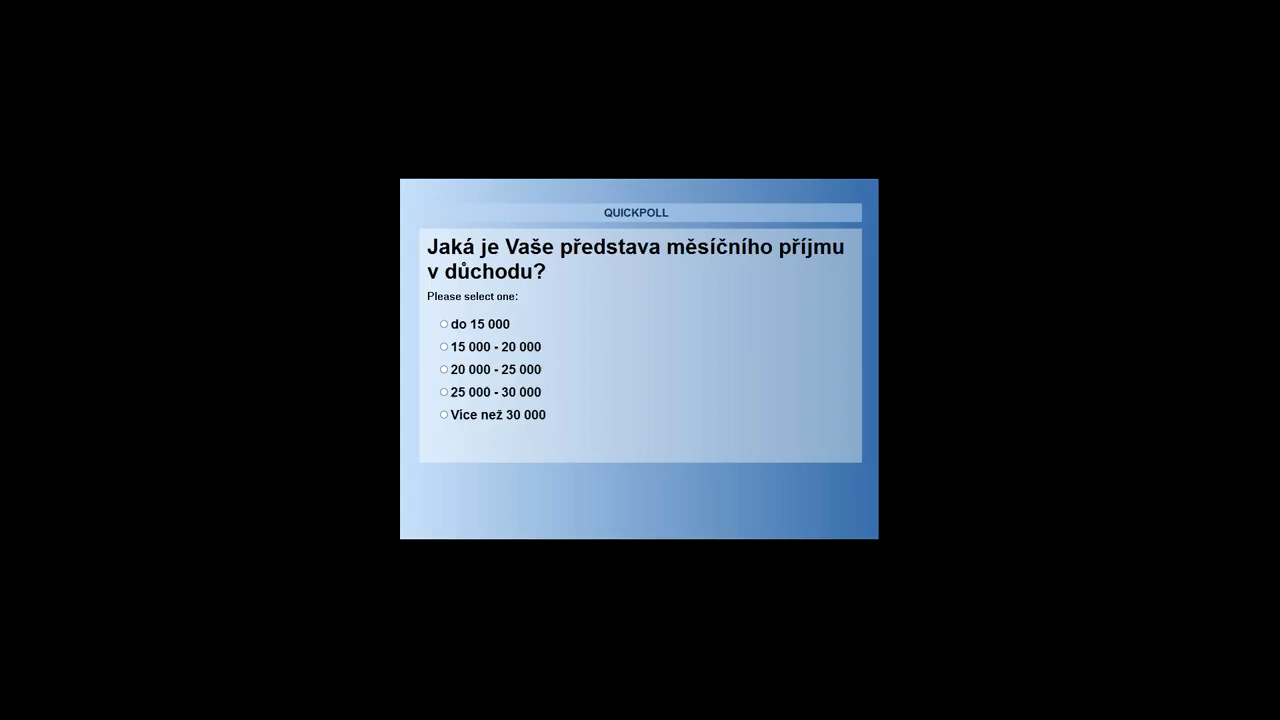 QUICKPOLL
Jaká je Vaše představa měsíčního příjmu
v důchodu?
Please select one:
do 15 000
15 000 - 20 000
20 000 - 25 000
25 000 - 30 000
Více než 30 000